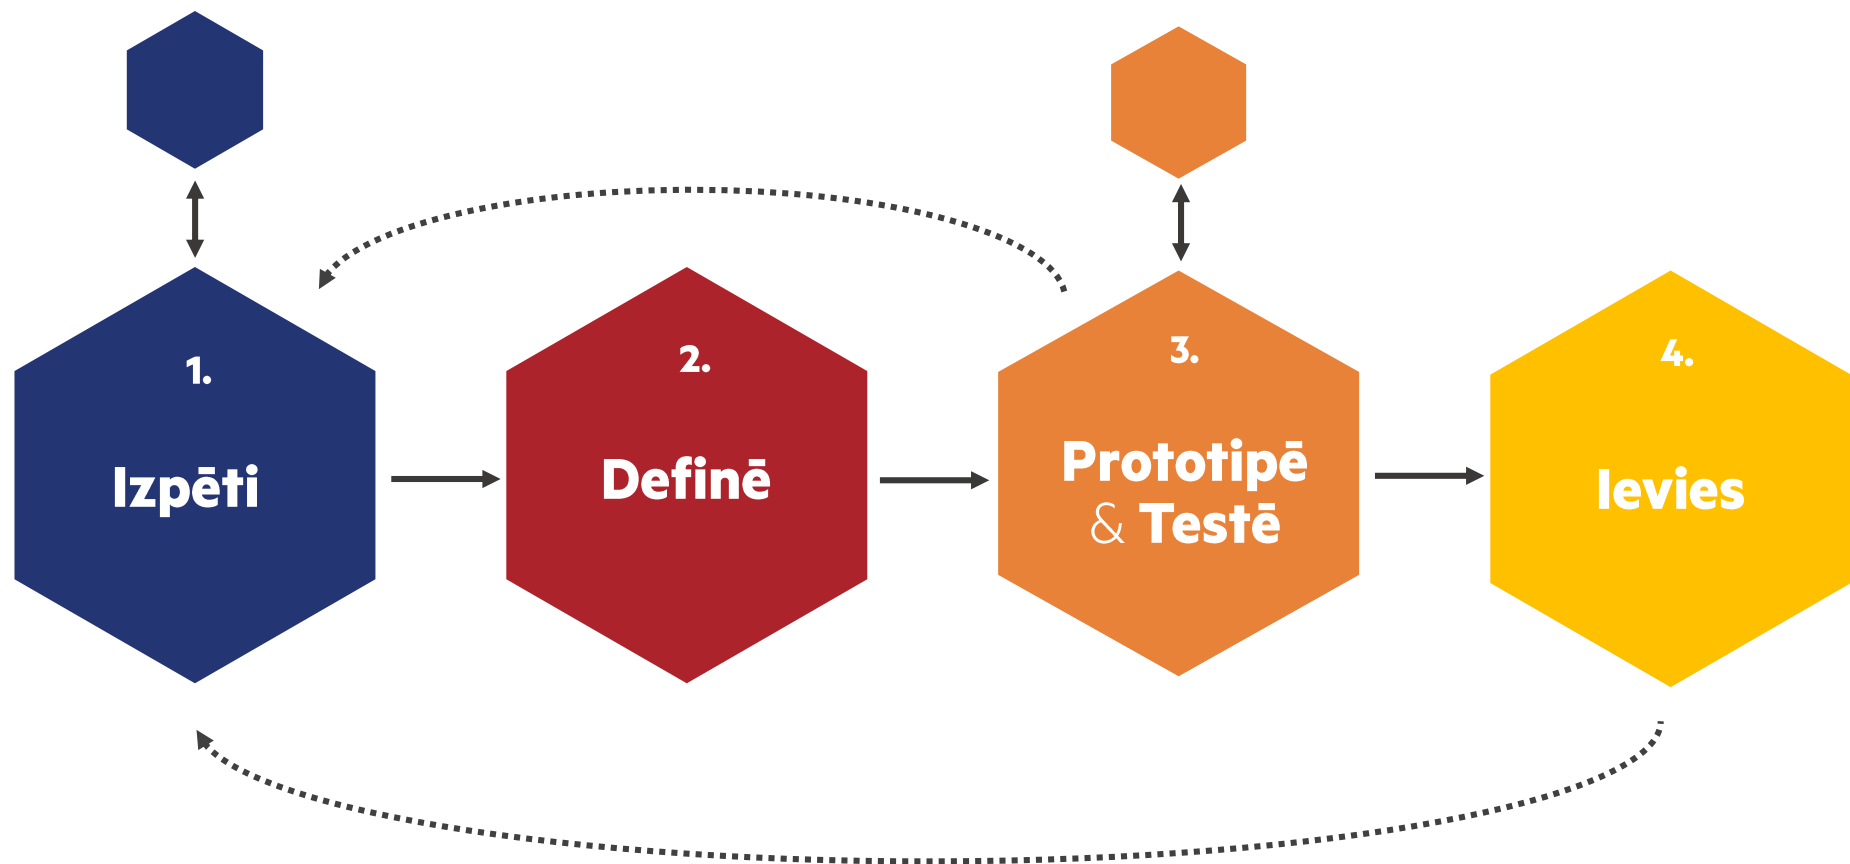 1.
Izpēti
2.
Definē
3.
Prototipē
& Testē
4.
Ievies